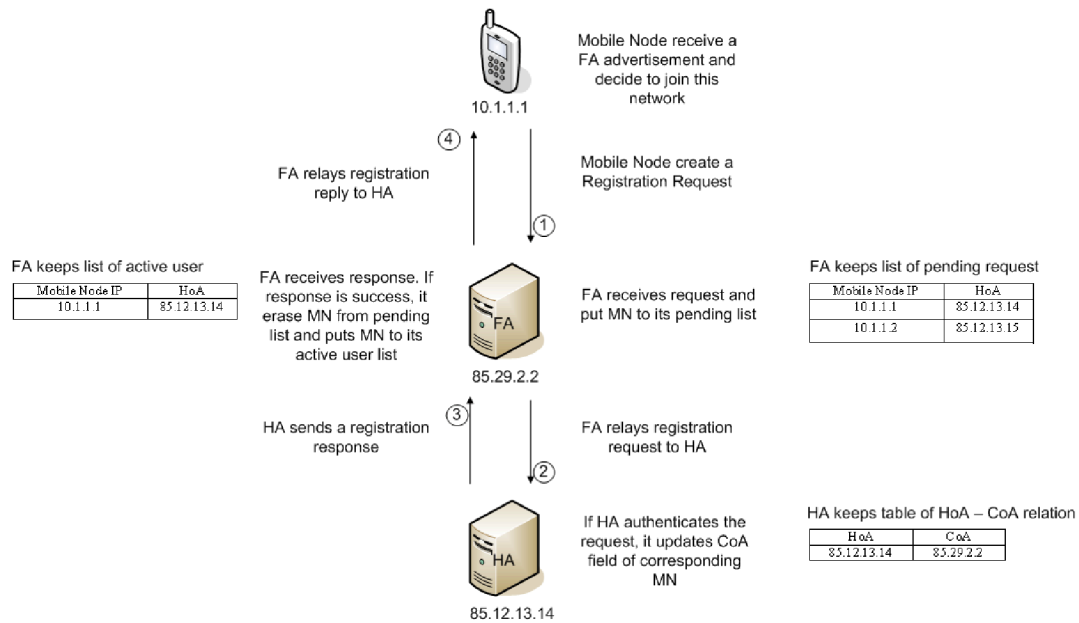 Mobile Node receive a
FA advertisement and
decide to join this
network
10.1.1.1
4
FA relays registration
reply to HA
Mobile Node create a
Registration Request
1
FA keeps list of active user
Mobile Node IP HoA
10.1.1.1 85.12.13.14
FA receives response. If
response is success, it
erase MN from pending
list and puts MN to its
active user list
FA
85.29.2.2
FA receives request and
put MN to its pending list
FA keeps list of pending request
Mobile Node IP HoA
10.1.1.1 85.12.13.14
10.1.1.2 85.12.13.15
3
HA sends a registration
response
FA relays registration
request to HA
2
HA
85.12.13.14
If HA authenticates the
request, it updates CoA
field of corresponding
MN
HA keeps table of HoA – CoA relation
HoA CoA
85.12.13.14 85.29.2.2